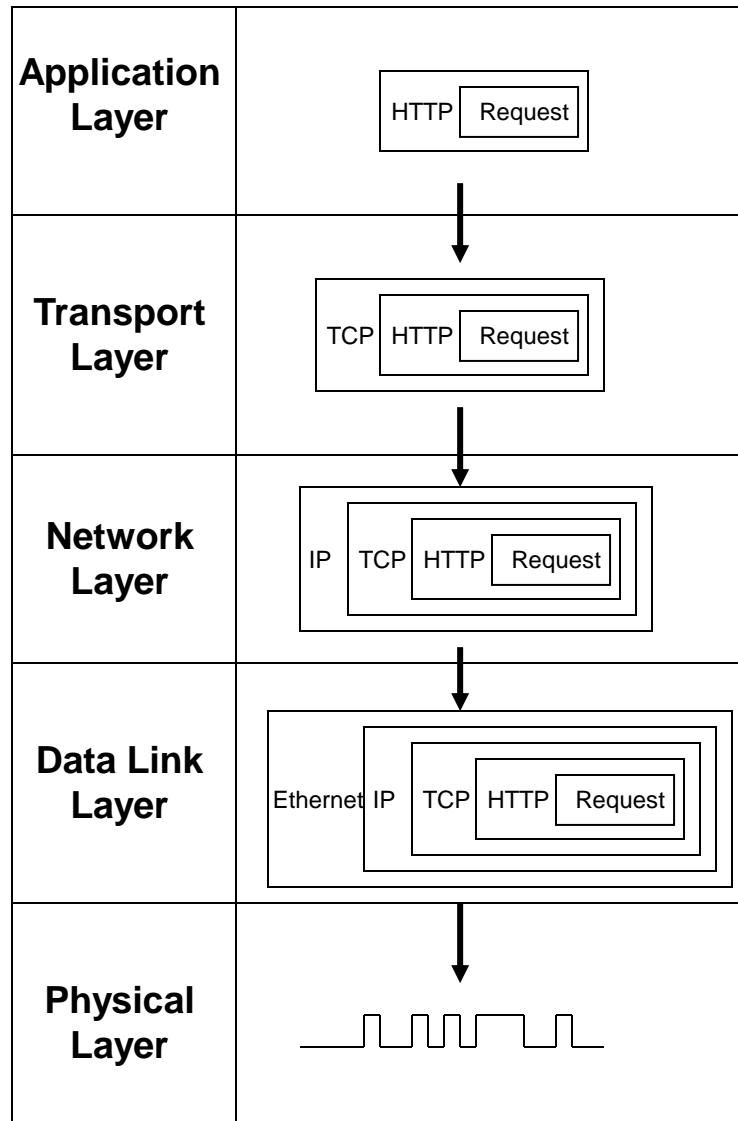 Application
Layer
HTTP Request
Transport
Layer
TCP HTTP Request
Network
Layer
IP TCP HTTP Request
Data Link
Layer
Ethernet IP TCP HTTP Request
Physical
Layer